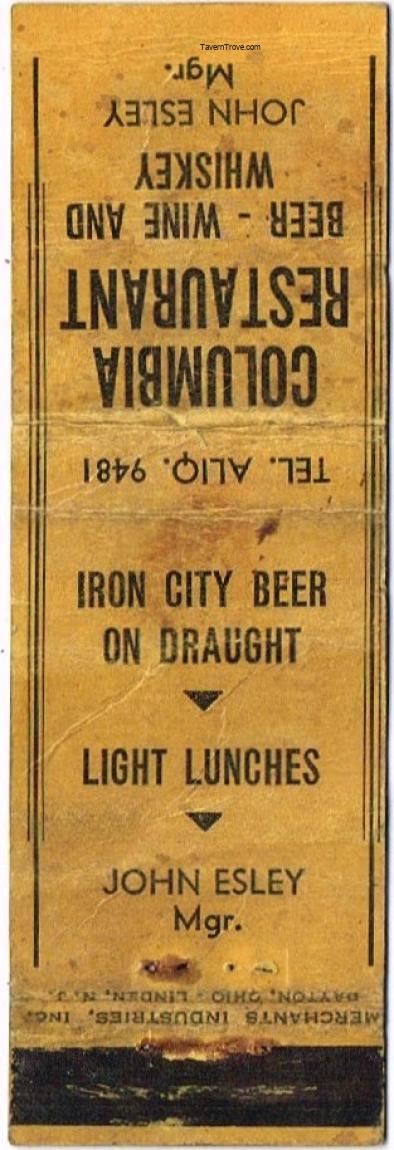 TavernTrove.com
COLUMBIA
RESTAURANT
BEER - WINE AND
WHISKEY
JOHN ESLEY
Mgr.
TEL. ALIQ. 9481
IRON CITY BEER
ON DRAUGHT
LIGHT LUNCHES
JOHN ESLEY
Mgr.
MERCHANTS INDUSTRIES, INC.
DAYTON, OHIO - LINDEN, N. J.